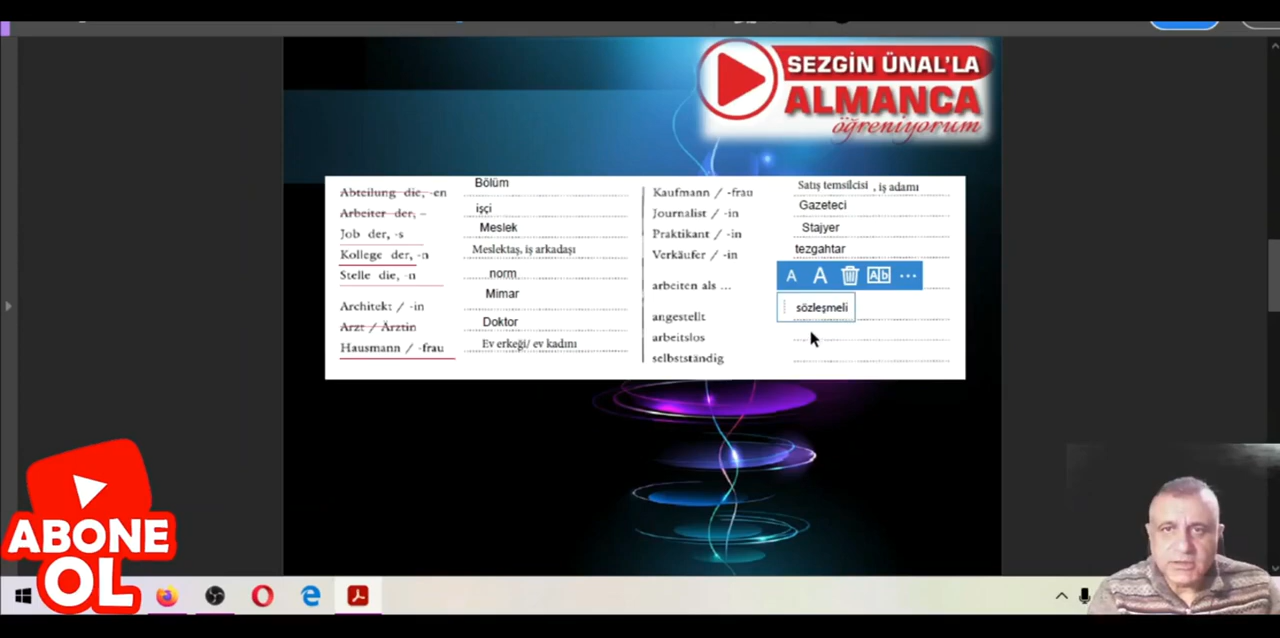 SEZGİN ÜNAL'LA
ALMANCA
öğreniyorum
Abteilung die, -en
Bölüm
Arbeiter der, –
işçi
Job der, -s
Meslek
Kollege der, -n
Meslektaş, iş arkadaşı
Stelle die, -n
norm
Architekt / -in
Mimar
Arzt / Ärztin
Doktor
Hausmann / -frau
Ev erkeği/ ev kadını
Kaufmann / -frau
Satış temsilcisi , iş adamı
Journalist / -in
Gazeteci
Praktikant / -in
Stajyer
Verkäufer / -in
tezgahtar
arbeiten als ...
A A Ab ...
angestellt
sözleşmeli
arbeitslos
selbstständig
ABONE
OL